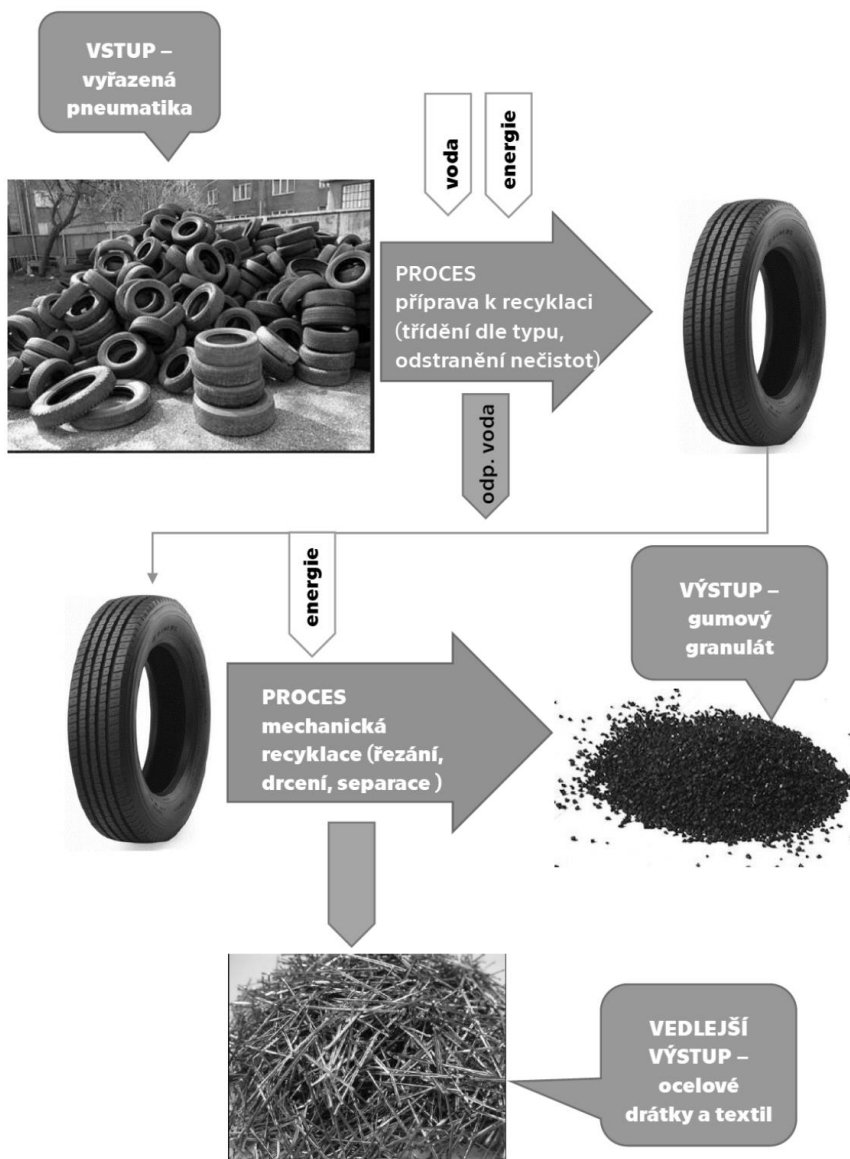 VSTUP –
vyřazená
pneumatika
voda
energie
PROCES
příprava k recyklaci
(třídění dle typu,
odstranění nečistot)
odp. voda
energie
VÝSTUP –
gumový
granulát
PROCES
mechanická
recyklace (řezání,
drcení, separace )
VEDLEJŠÍ
VÝSTUP –
ocelové
drátky a textil